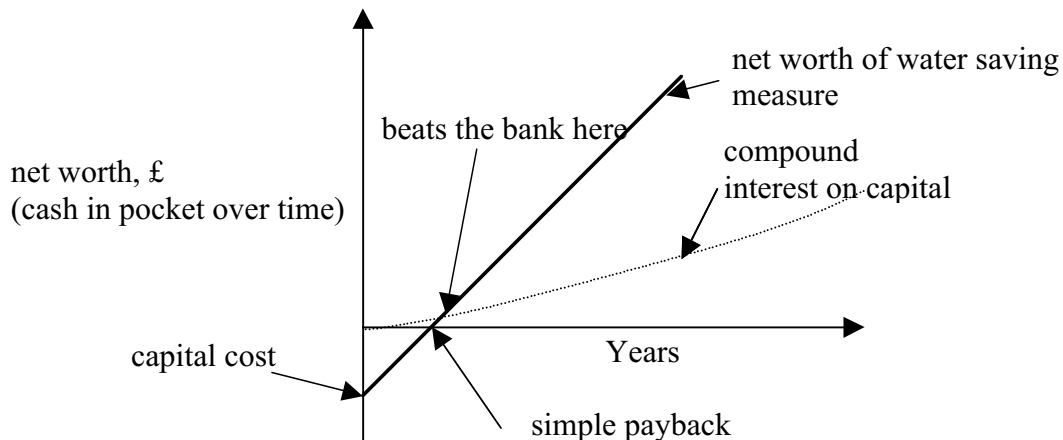 net worth of water saving
measure
beats the bank here
compound
interest on capital
net worth, £
(cash in pocket over time)
capital cost
Years
simple payback